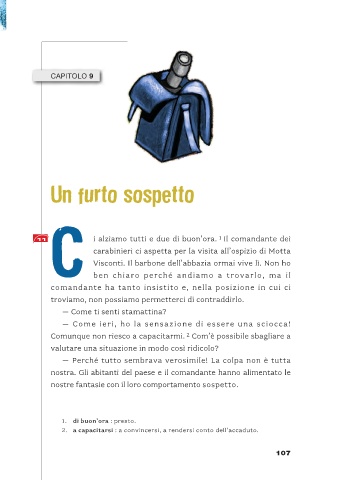 CAPITOLO 9
Un furto sospetto
Ci alziamo tutti e due di buon'ora. 1 Il comandante dei
carabinieri ci aspetta per la visita all'ospizio di Motta
Visconti. Il barbone dell'abbazia ormai vive lì. Non ho
ben chiaro perché andiamo a trovarlo, ma il
comandante ha tanto insistito e, nella posizione in cui ci
troviamo, non possiamo permetterci di contraddirlo.
— Come ti senti stamattina?
— Come ieri, ho la sensazione di essere una sciocca!
Comunque non riesco a capacitarmi. 2 Com'è possibile sbagliare a
valutare una situazione in modo così ridicolo?
— Perché tutto sembrava verosimile! La colpa non è tutta
nostra. Gli abitanti del paese e il comandante hanno alimentato le
nostre fantasie con il loro comportamento sospetto.
1. di buon'ora : presto.
2. a capacitarsi : a convincersi, a rendersi conto dell'accaduto.
107